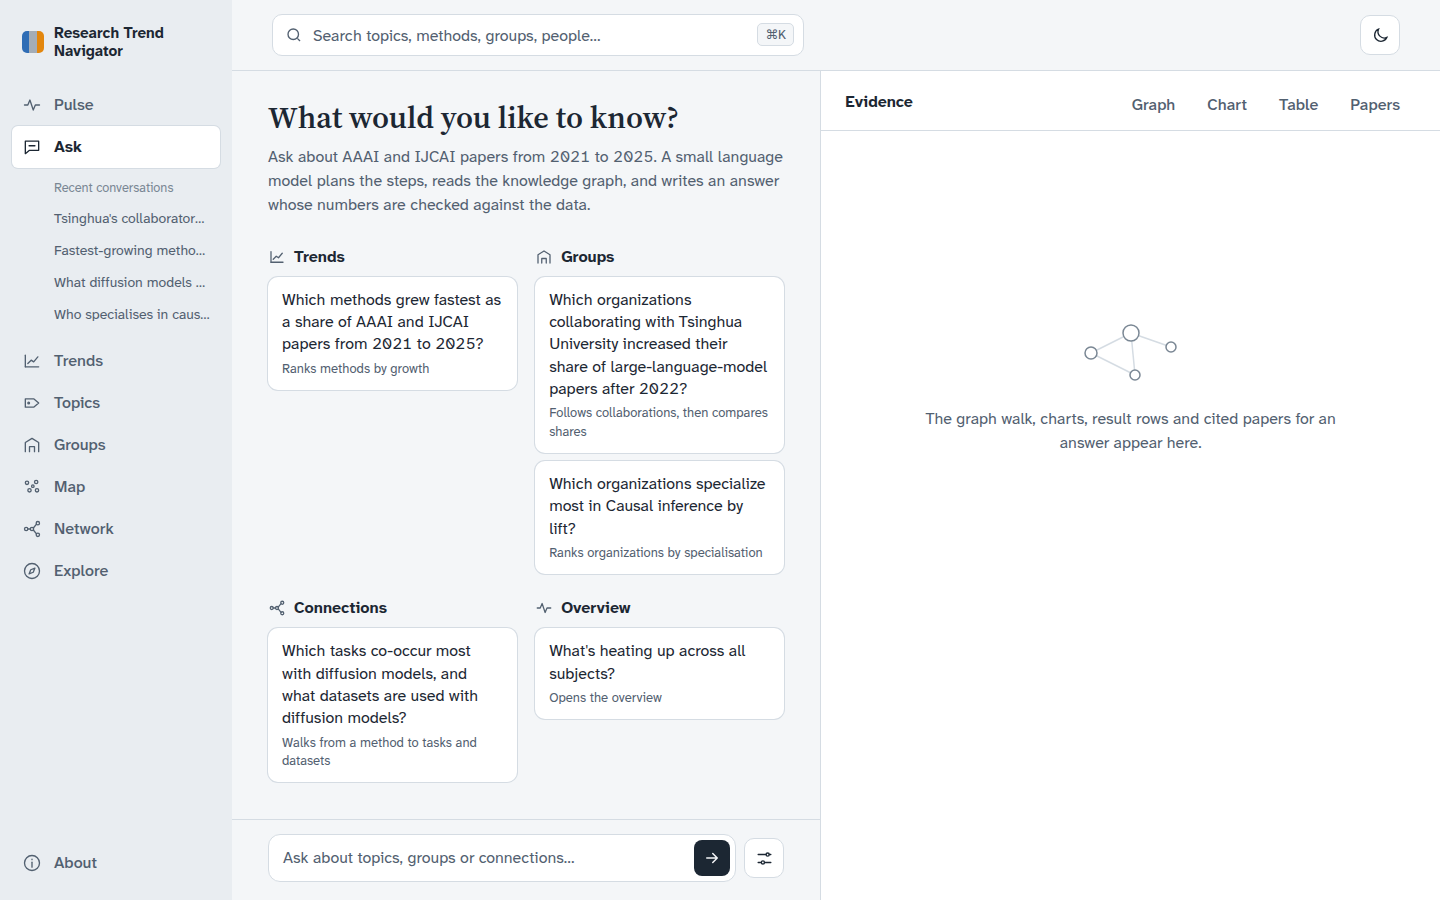 Research Trend
Navigator
Search topics, methods, groups, people...
⌘K
Pulse
Ask
Recent conversations
Tsinghua's collaborator...
Fastest-growing metho...
What diffusion models ...
Who specialises in caus...
Trends
Topics
Groups
Map
Network
Explore
About
What would you like to know?
Ask about AAAI and IJCAI papers from 2021 to 2025. A small language
model plans the steps, reads the knowledge graph, and writes an answer
whose numbers are checked against the data.
Trends
Which methods grew fastest as
a share of AAAI and IJCAI
papers from 2021 to 2025?
Ranks methods by growth
Groups
Which organizations
collaborating with Tsinghua
University increased their
share of large-language-model
papers after 2022?
Follows collaborations, then compares
shares
Which organizations specialize
most in Causal inference by
lift?
Ranks organizations by specialisation
Connections
Which tasks co-occur most
with diffusion models, and
what datasets are used with
diffusion models?
Walks from a method to tasks and
datasets
Overview
What's heating up across all
subjects?
Opens the overview
Ask about topics, groups or connections...
Evidence
Graph
Chart
Table
Papers
The graph walk, charts, result rows and cited papers for an
answer appear here.